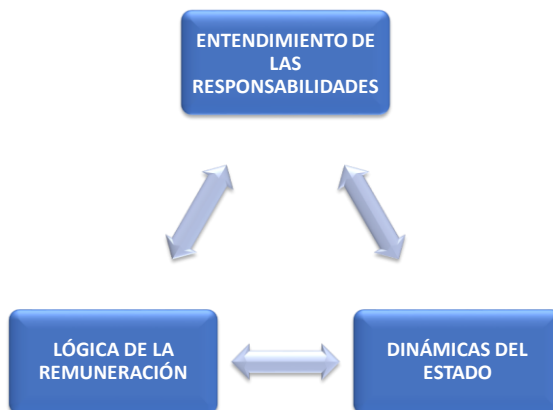 ENTENDIMIENTO DE
LAS
RESPONSABILIDADES
LÓGICA DE LA
REMUNERACIÓN
DINÁMICAS DEL
ESTADO